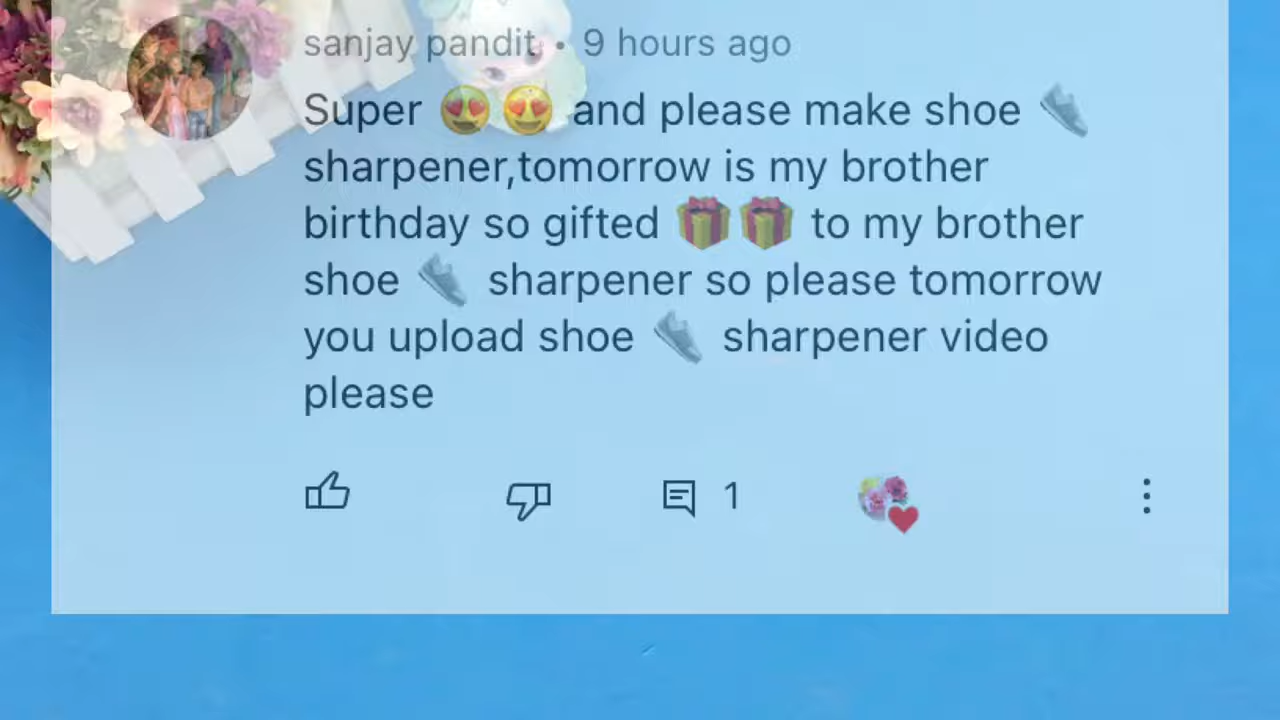 sanjay pandit • 9 hours ago
Super 😍 😍 and please make shoe 👟
sharpener,tomorrow is my brother
birthday so gifted 🎁🎁 to my brother
shoe 👟 sharpener so please tomorrow
you upload shoe 👟 sharpener video
please
1